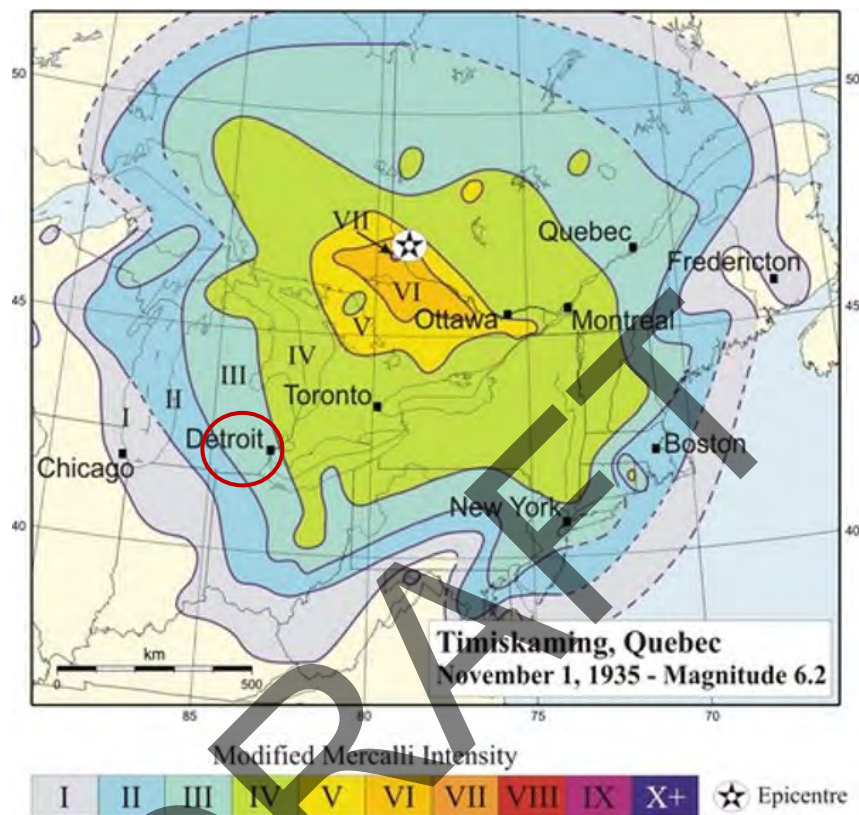 50
50
VII
Quebec
Fredericton
45
VI
45
Ottawa
Montreal
V
IV
III
Toronto
II
I
Detroit
Boston
Chicago
New York
40
40
DRAFT
Timiskaming, Quebec
November 1, 1935 - Magnitude 6.2
km
0 500
85 80 75 70
Modified Mercalli Intensity
I II III IV V VI VII VIII IX X+ Epicentre